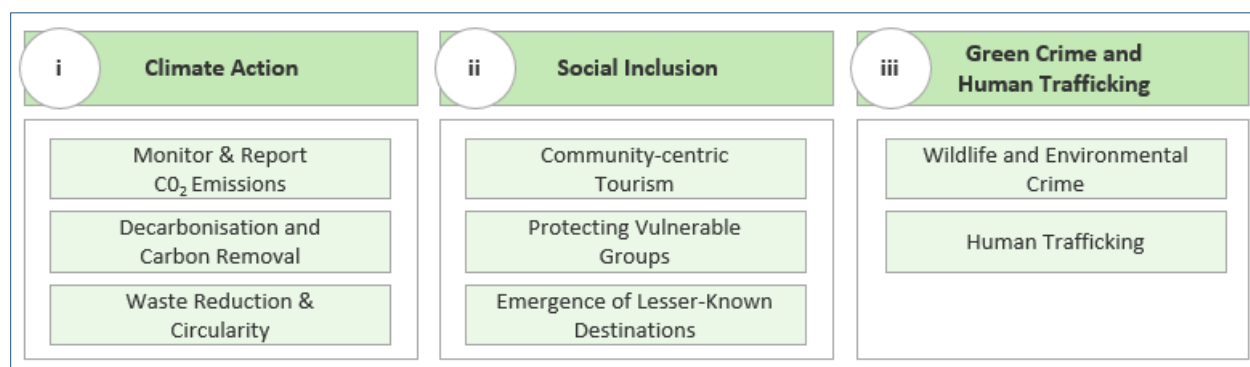 i
Climate Action
Monitor & Report
C0₂ Emissions
Decarbonisation and
Carbon Removal
Waste Reduction &
Circularity
ii
Social Inclusion
Community-centric
Tourism
Protecting Vulnerable
Groups
Emergence of Lesser-Known
Destinations
iii
Green Crime and
Human Trafficking
Wildlife and Environmental
Crime
Human Trafficking